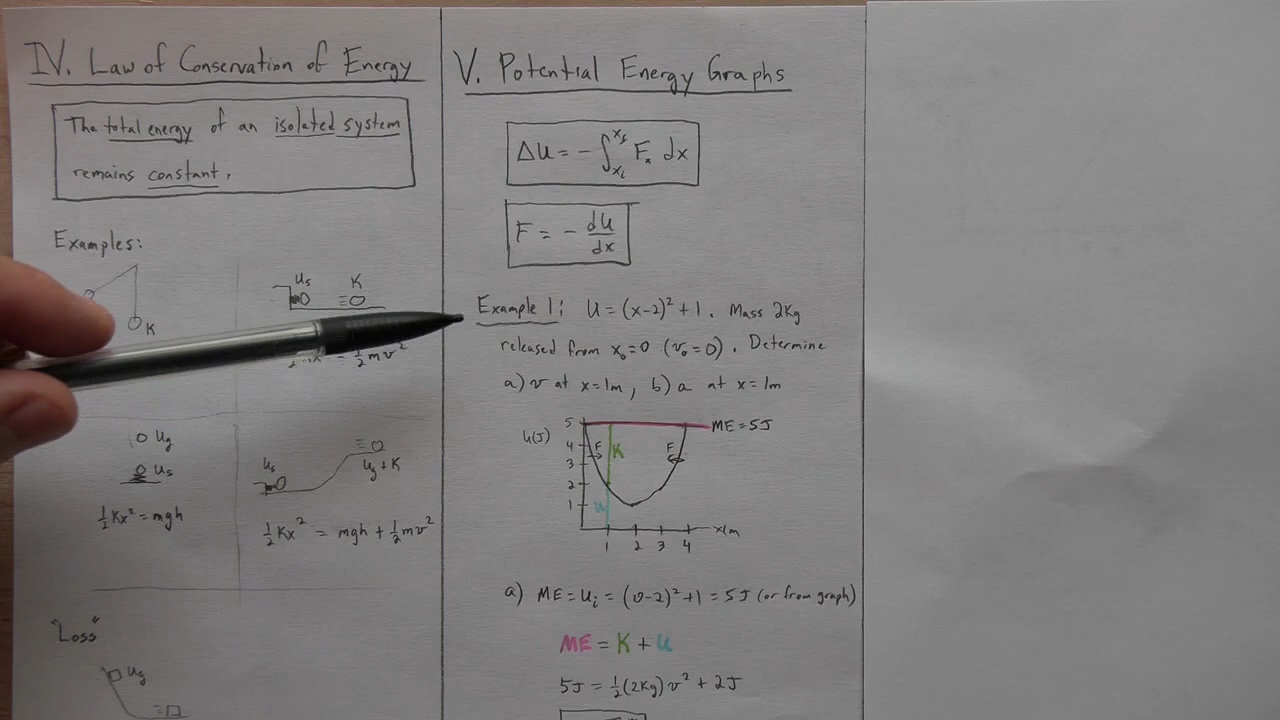 IV. Law of Conservation of Energy
The total energy of an isolated system
remains constant.
Examples:
K
Us K
½mv²
Ug
Us
½Kx² = mgh
Us
Ug + K
½Kx² = mgh + ½mv²
"Loss"
Ug
V. Potential Energy Graphs
ΔU = -∫ Fₓ dx
F = - dU/dx
Example 1: U = (x-2)² + 1. Mass 2Kg
released from x₀=0 (v₀=0). Determine
a) v at x=1m, b) a at x=1m
U(J)
5
4
3
2
1
F
K
U
F
ME=5J
1 2 3 4
x(m
a) ME = Ui = (0-2)²+1 = 5J (or from graph)
ME = K + U
5J = ½(2Kg)v² + 2J